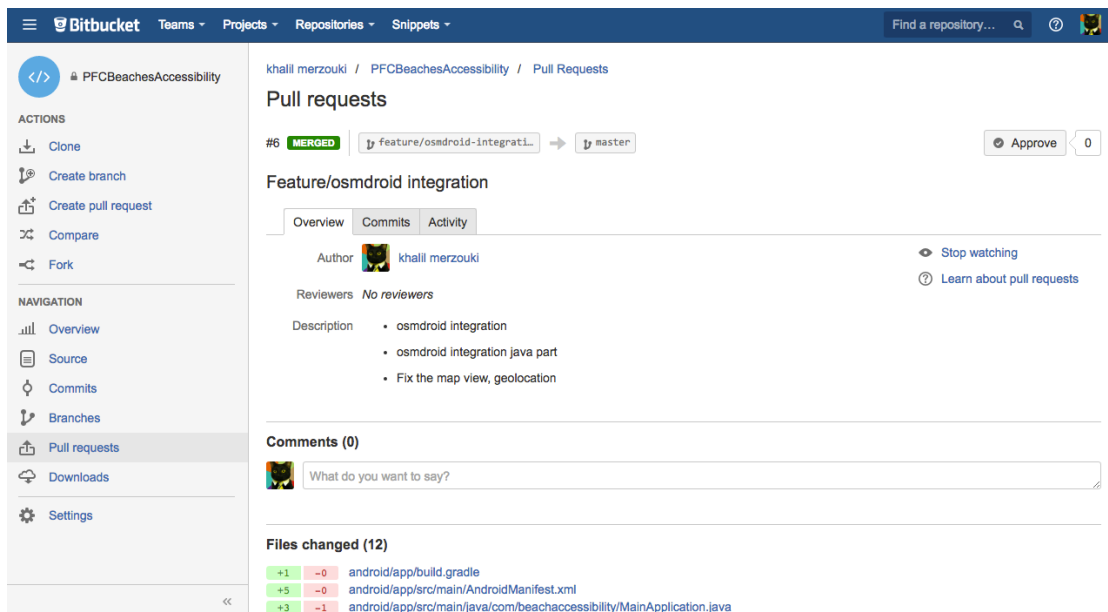 Bitbucket Teams Projects Repositories Snippets Find a repository...
PFCBeachesAccessibility
ACTIONS
Clone
Create branch
Create pull request
Compare
Fork
NAVIGATION
Overview
Source
Commits
Branches
Pull requests
Downloads
Settings
khalil merzouki / PFCBeachesAccessibility / Pull Requests
Pull requests
#6 MERGED feature/osmdroid-integrati… master Approve 0
Feature/osmdroid integration
Overview Commits Activity
Author khalil merzouki
Stop watching
Reviewers No reviewers
Learn about pull requests
Description • osmdroid integration
• osmdroid integration java part
• Fix the map view, geolocation
Comments (0)
What do you want to say?
Files changed (12)
+1 -0 android/app/build.gradle
+5 -0 android/app/src/main/AndroidManifest.xml
+3 -1 android/app/src/main/java/com/beachaccessibility/MainApplication.java